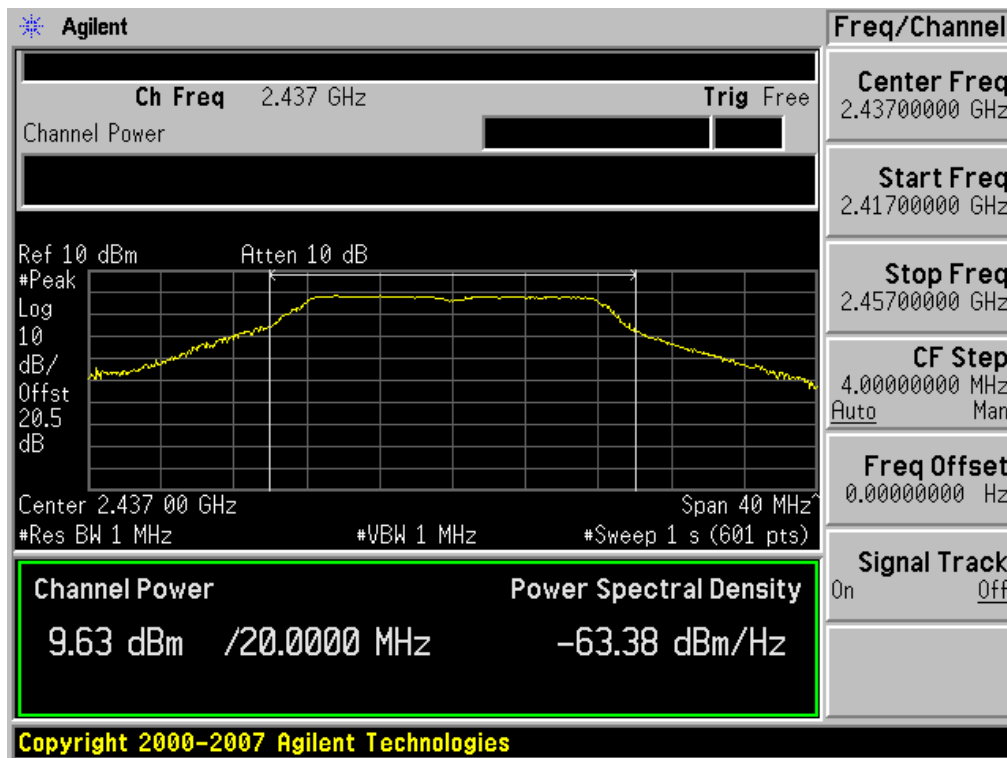 Agilent
Freq/Channel
Ch Freq 2.437 GHz Trig Free
Channel Power
Center Freq
2.43700000 GHz
Start Freq
2.41700000 GHz
Stop Freq
2.45700000 GHz
CF Step
4.00000000 MHz
Auto Man
Freq Offset
0.00000000 Hz
Signal Track
On Off
Ref 10 dBm Atten 10 dB
#Peak
Log
10
dB/
Offst
20.5
dB
Center 2.437 00 GHz Span 40 MHz^
#Res BW 1 MHz #VBW 1 MHz #Sweep 1 s (601 pts)
Channel Power Power Spectral Density
9.63 dBm /20.0000 MHz -63.38 dBm/Hz
Copyright 2000-2007 Agilent Technologies